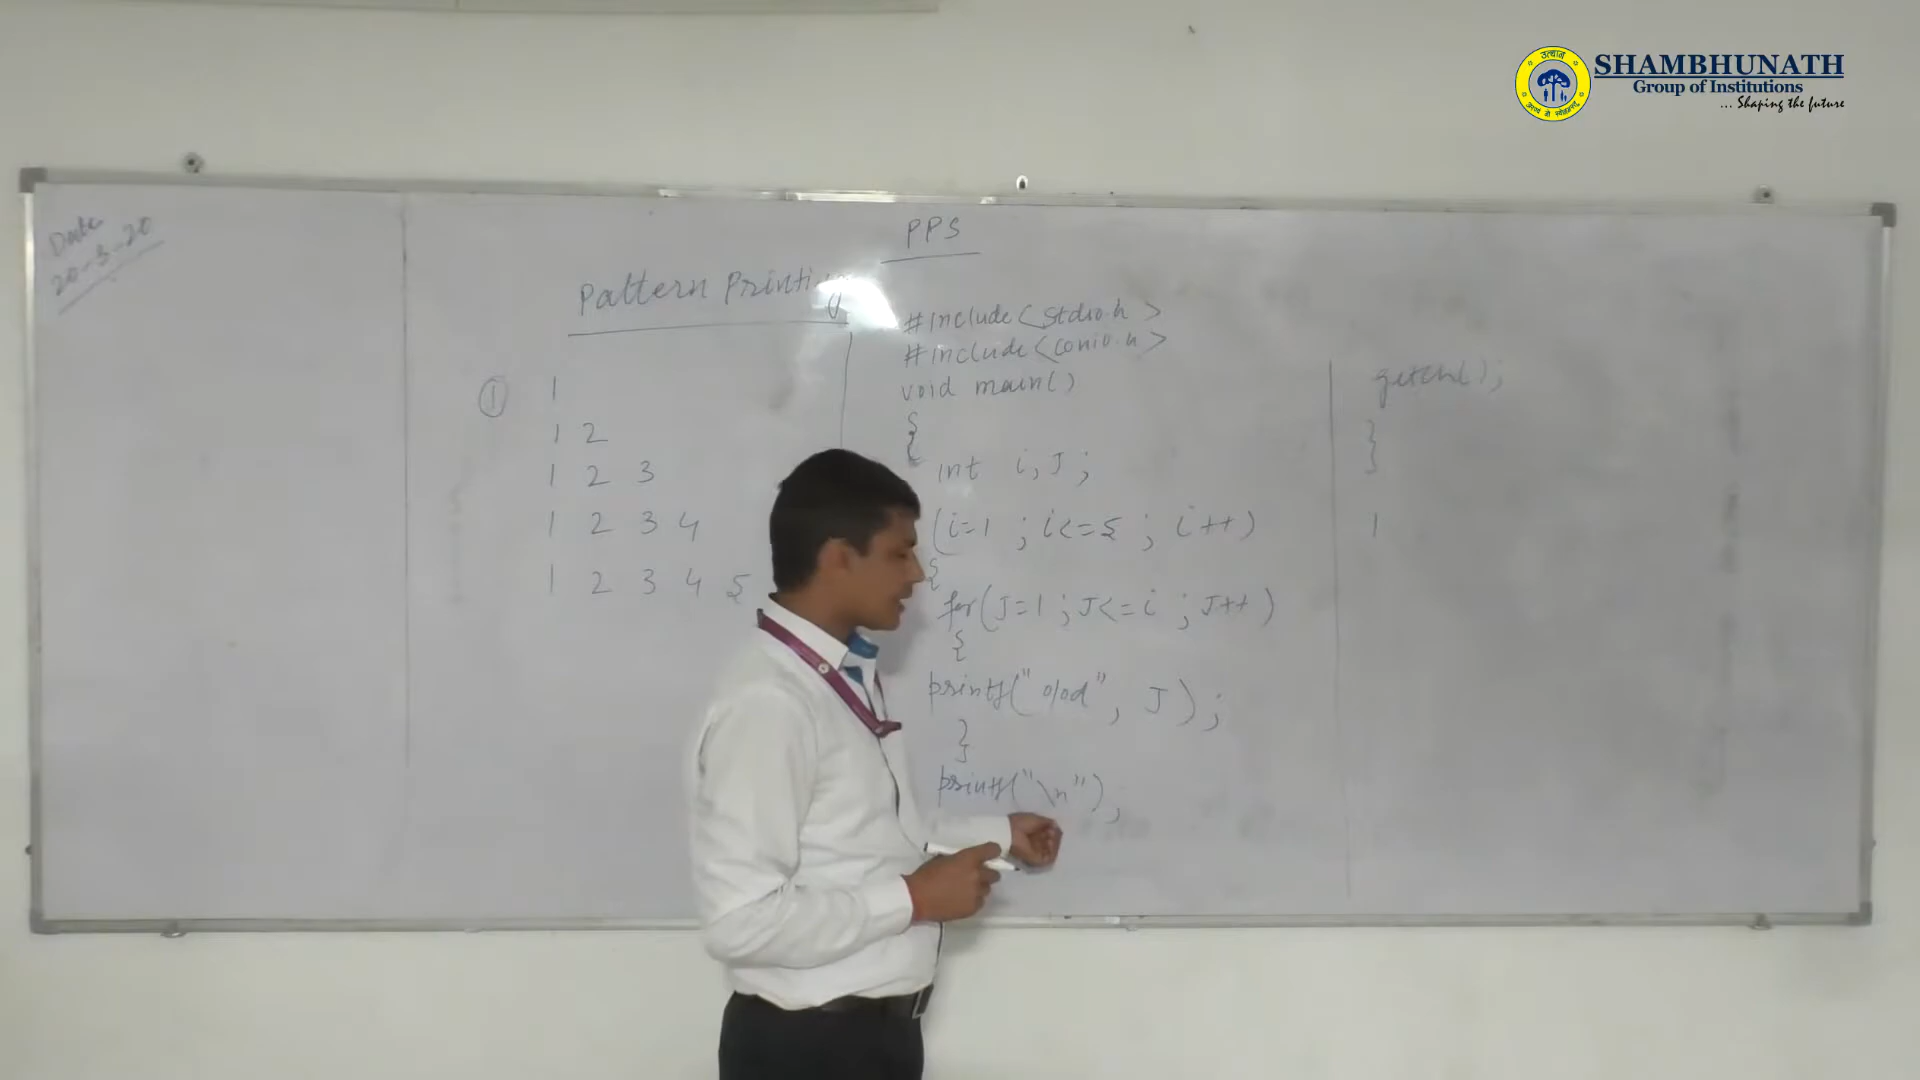 उत्थान
SHAMBHUNATH
Group of Institutions
... Shaping the future
Date
20-3-20
PPS
Pattern Printing
① 1
1 2
1 2 3
1 2 3 4
1 2 3 4 5
#include<stdio.h>
#include<conio.h>
void main()
{
int i,J;
(i=1 ; i<=5 ; i++)
{
for(J=1 ; J<=i ; J++)
{
printf("%d", J);
}
printf("\n");
getch();
}
1